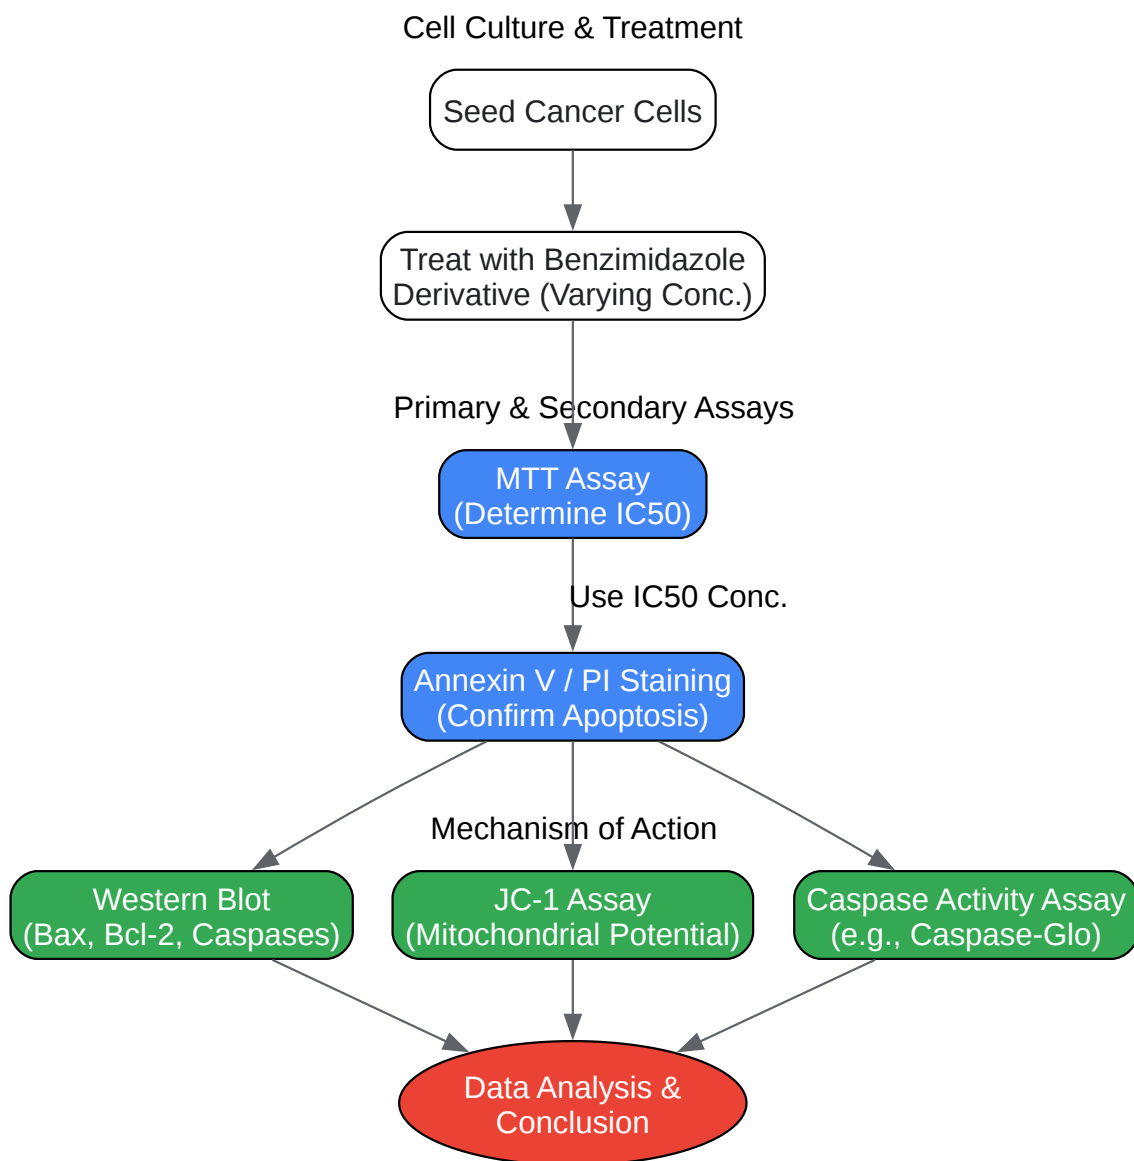 Cell Culture & Treatment
Seed Cancer Cells
Treat with Benzimidazole
Derivative (Varying Conc.)
Primary & Secondary Assays
MTT Assay
(Determine IC50)
Use IC50 Conc.
Annexin V / PI Staining
(Confirm Apoptosis)
Mechanism of Action
Western Blot
(Bax, Bcl-2, Caspases)
JC-1 Assay
(Mitochondrial Potential)
Caspase Activity Assay
(e.g., Caspase-Glo)
Data Analysis &
Conclusion